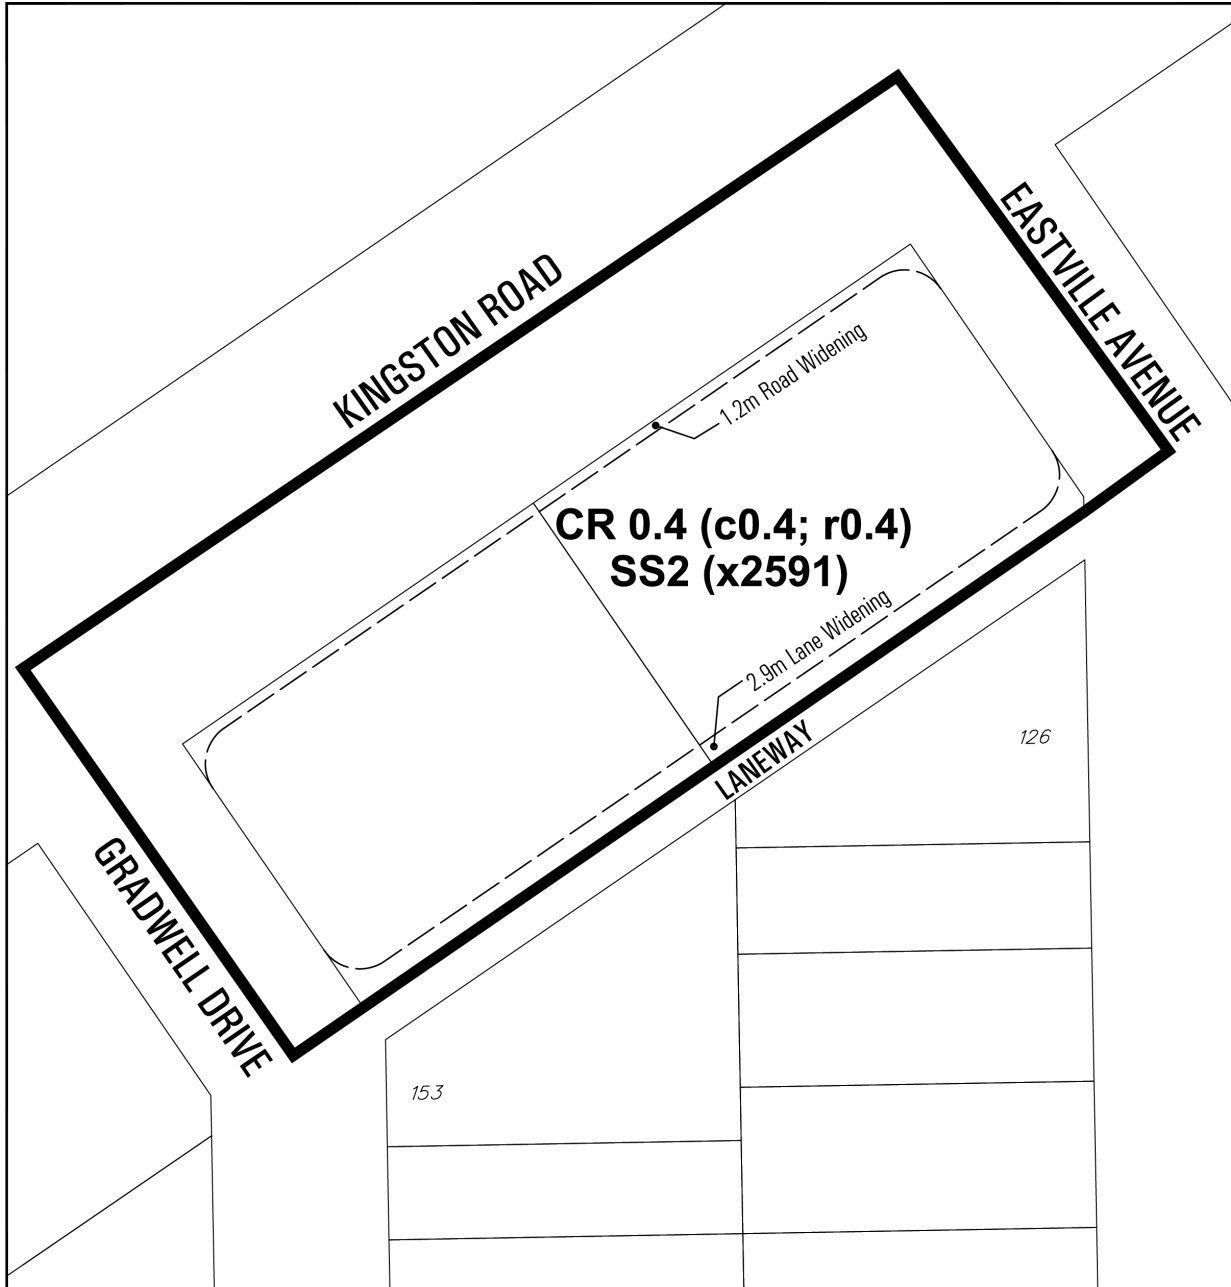 KINGSTON ROAD
EASTVILLE AVENUE
1.2m Road Widening
CR 0.4 (c0.4; r0.4)
SS2 (x2591)
2.9m Lane Widening
LANEWAY
126
GRADWELL DRIVE
153